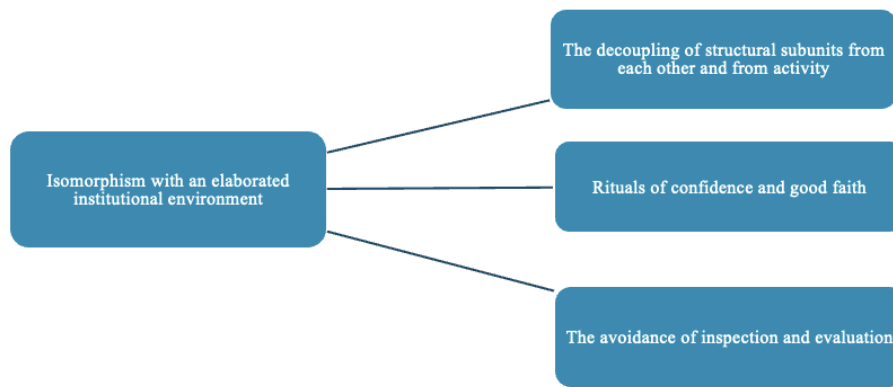 The decoupling of structural subunits from
each other and from activity
Isomorphism with an elaborated
institutional environment
Rituals of confidence and good faith
The avoidance of inspection and evaluation